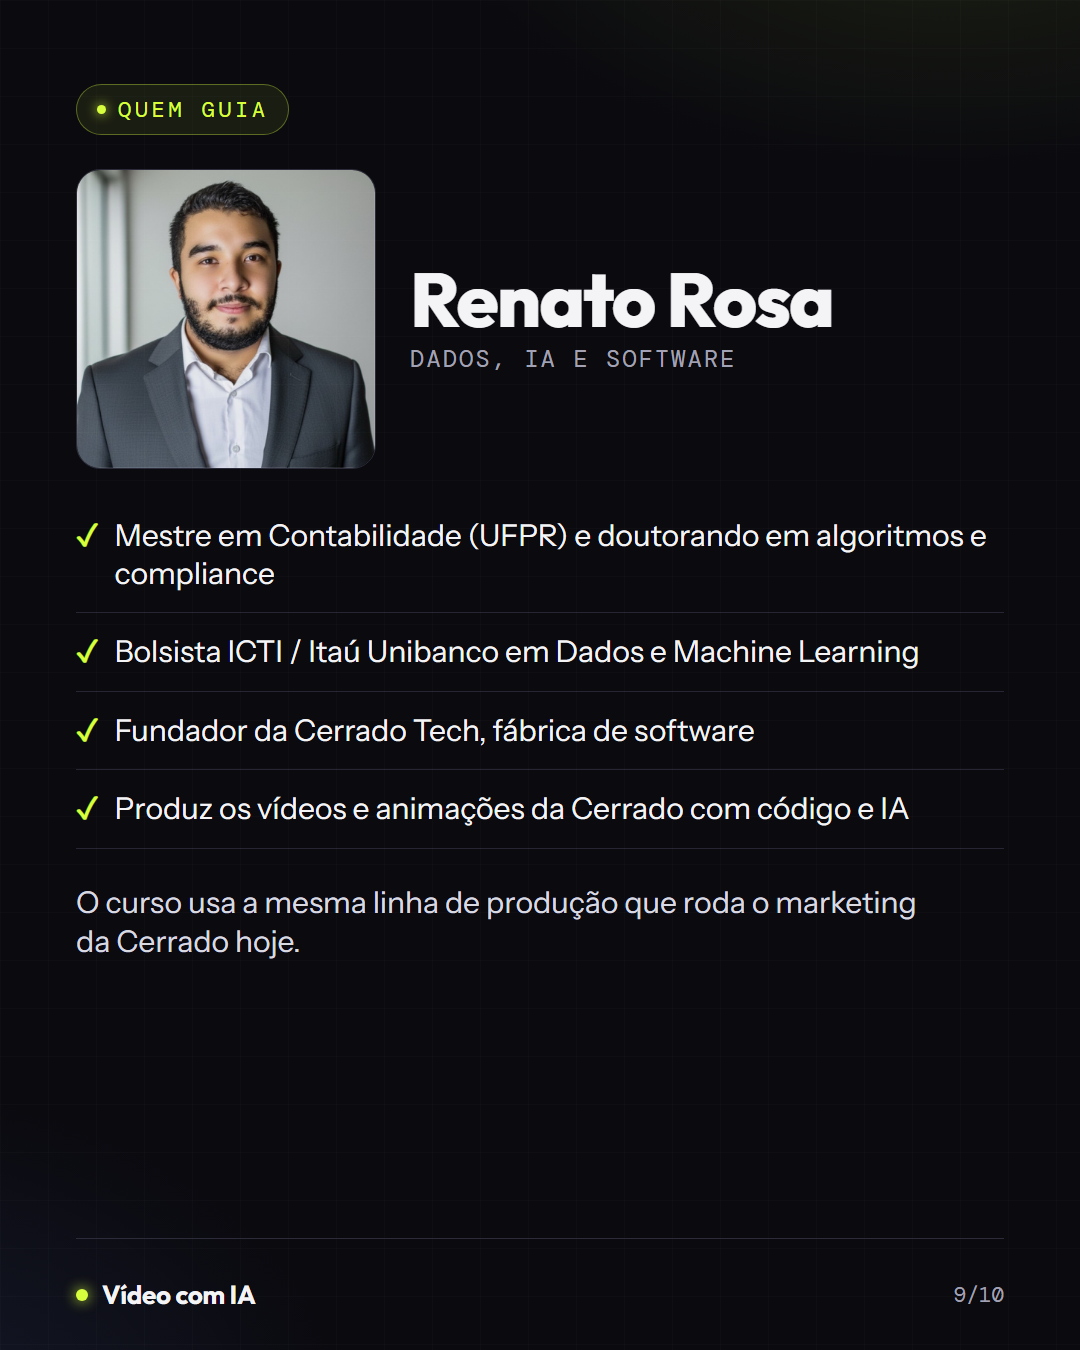 QUEM GUIA
Renato Rosa
DADOS, IA E SOFTWARE
✓ Mestre em Contabilidade (UFPR) e doutorando em algoritmos e
compliance
✓ Bolsista ICTI / Itaú Unibanco em Dados e Machine Learning
✓ Fundador da Cerrado Tech, fábrica de software
✓ Produz os vídeos e animações da Cerrado com código e IA
O curso usa a mesma linha de produção que roda o marketing
da Cerrado hoje.
Vídeo com IA
9/10